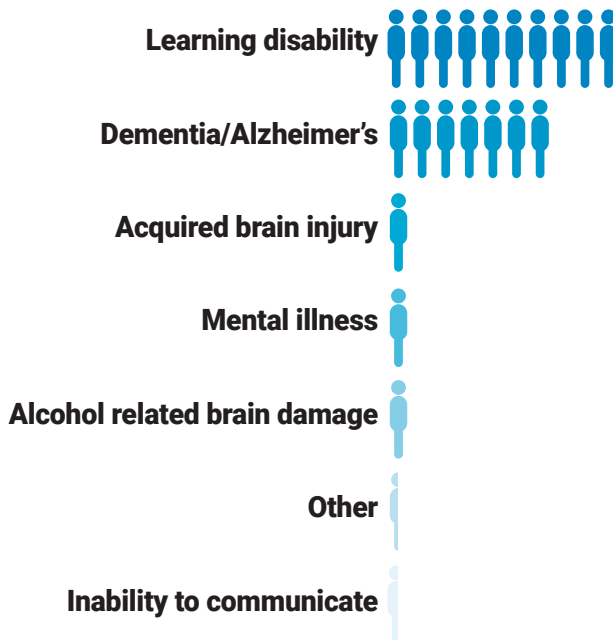 Learning disability
Dementia/Alzheimer’s
Acquired brain injury
Mental illness
Alcohol related brain damage
Other
Inability to communicate